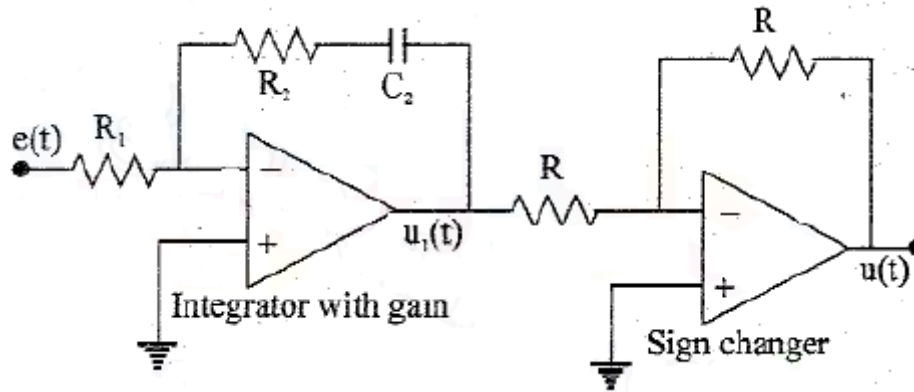 R
R₂
C₂
e(t)
R₁
R
−
−
+
u₁(t)
+
u(t)
Integrator with gain
Sign changer